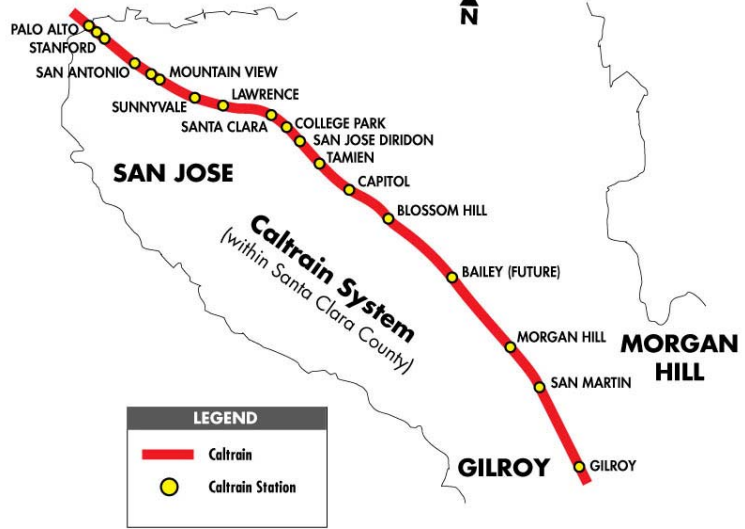 N
PALO ALTO
STANFORD
SAN ANTONIO
MOUNTAIN VIEW
SUNNYVALE
LAWRENCE
SANTA CLARA
COLLEGE PARK
SAN JOSE DIRIDON
TAMIEN
SAN JOSE
CAPITOL
BLOSSOM HILL
Caltrain System
(within Santa Clara County)
BAILEY (FUTURE)
MORGAN HILL
MORGAN
HILL
SAN MARTIN
GILROY
GILROY
LEGEND
Caltrain
Caltrain Station